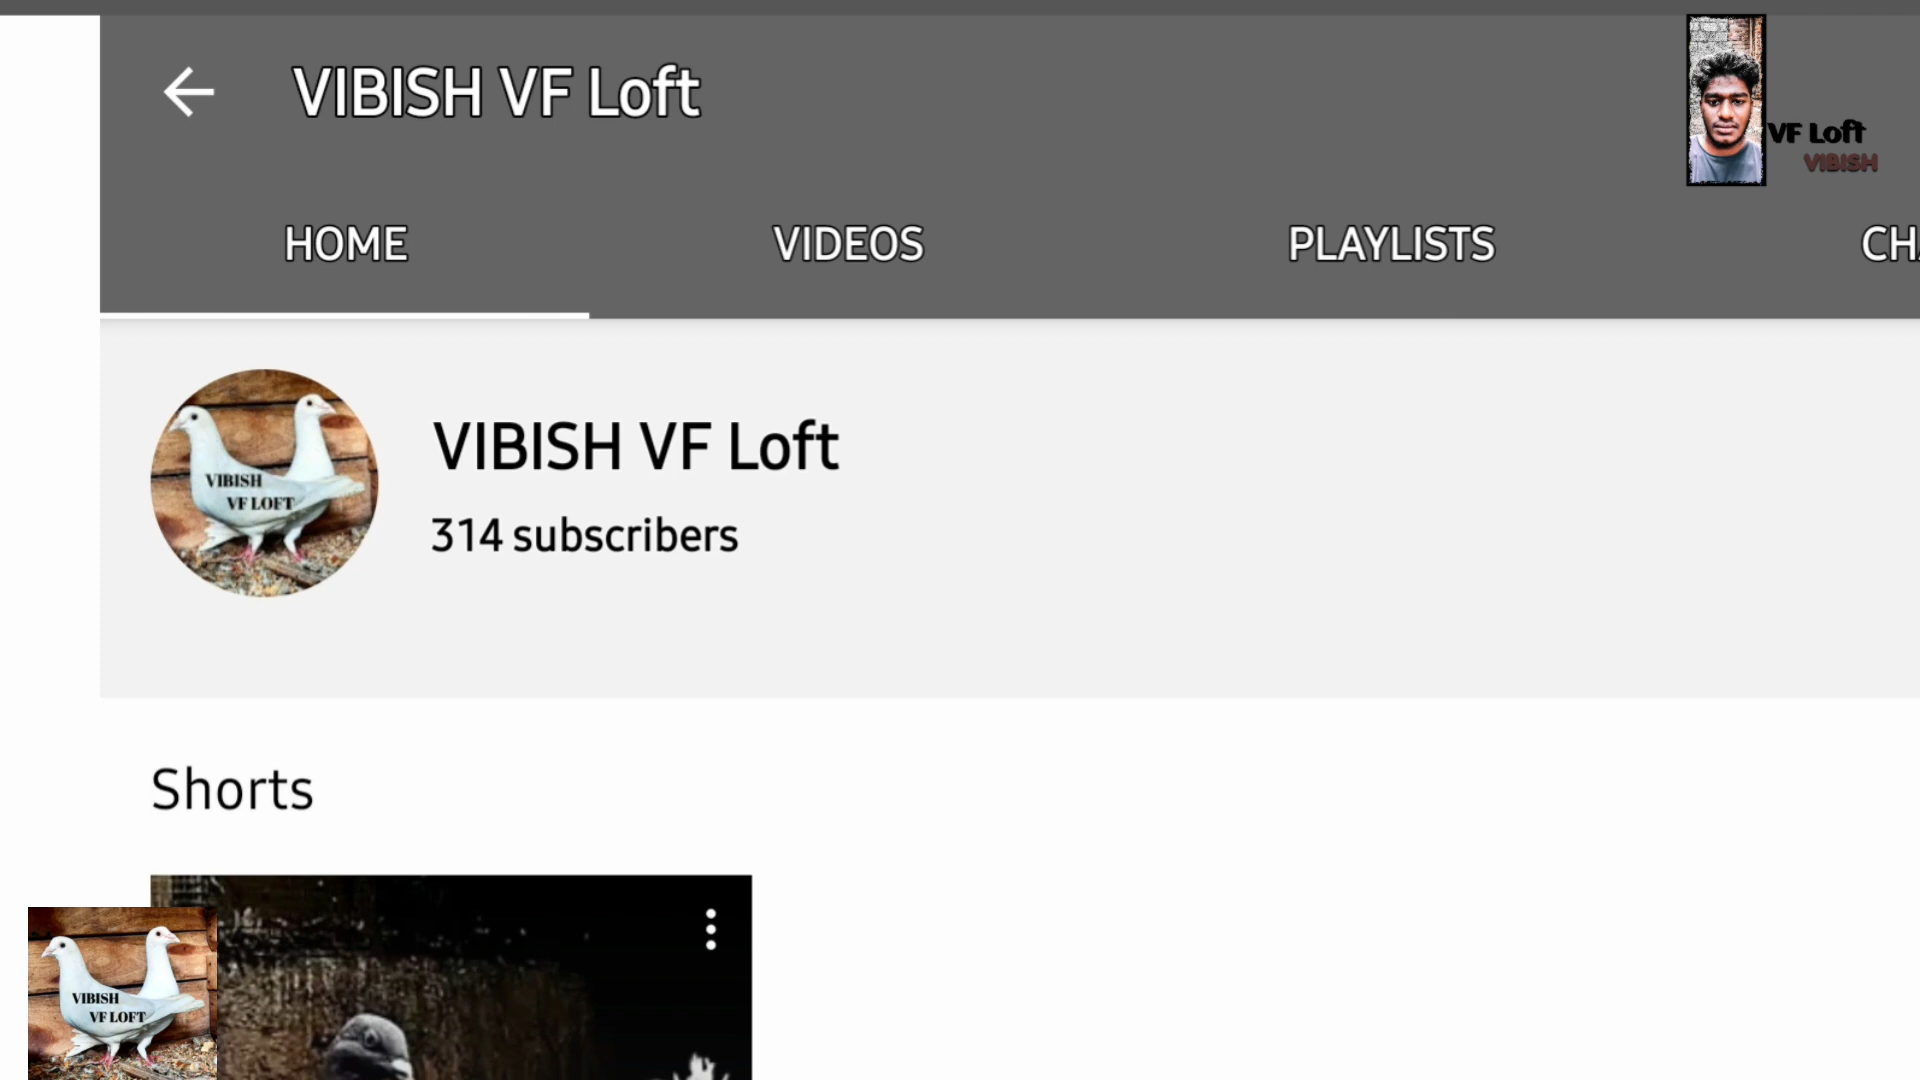 VIBISH VF Loft
VF Loft
VIBISH
HOME VIDEOS PLAYLISTS CH
VIBISH
VF LOFT
VIBISH VF Loft
314 subscribers
Shorts
VIBISH
VF LOFT